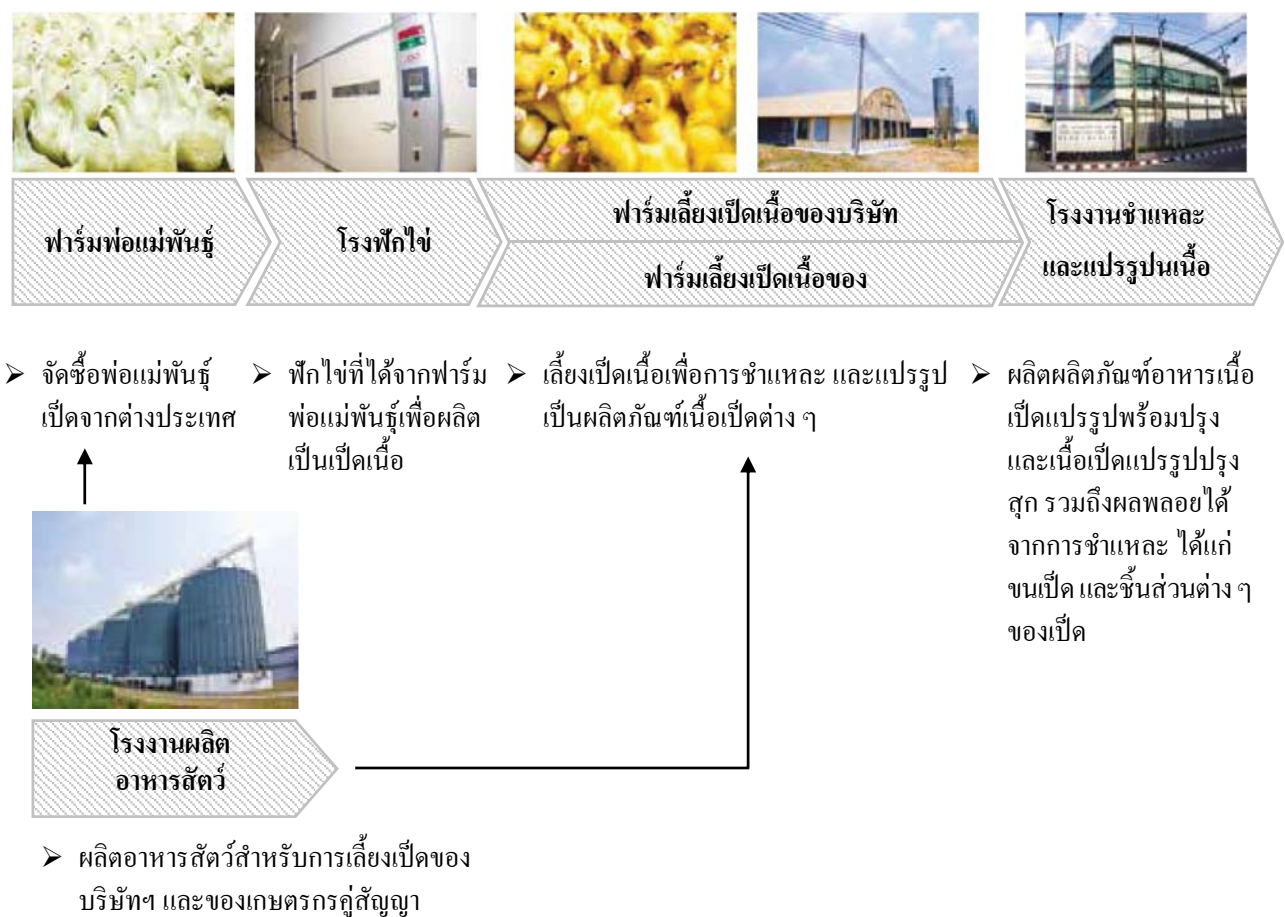 ฟาร์มพ่อแม่พันธุ์
โรงฟักไข่
ฟาร์มเลี้ยงเป็ดเนื้อของบริษัท
ฟาร์มเลี้ยงเป็ดเนื้อของ
โรงงานชำแหละ
และแปรรูปนเนื้อ
➢ จัดซื้อพ่อแม่พันธุ์
เป็ดจากต่างประเทศ
➢ ฟักไข่ที่ได้จากฟาร์ม
พ่อแม่พันธุ์เพื่อผลิต
เป็นเป็ดเนื้อ
➢ เลี้ยงเป็ดเนื้อเพื่อการชำแหละ และแปรรูป
เป็นผลิตภัณฑ์เนื้อเป็ดต่าง ๆ
➢ ผลิตผลิตภัณฑ์อาหารเนื้อ
เป็ดแปรรูปพร้อมปรุง
และเนื้อเป็ดแปรรูปปรุง
สุก รวมถึงผลพลอยได้
จากการชำแหละ ได้แก่
ขนเป็ด และชิ้นส่วนต่าง ๆ
ของเป็ด
โรงงานผลิต
อาหารสัตว์
➢ ผลิตอาหารสัตว์สำหรับการเลี้ยงเป็ดของ
บริษัทฯ และของเกษตรกรคู่สัญญา